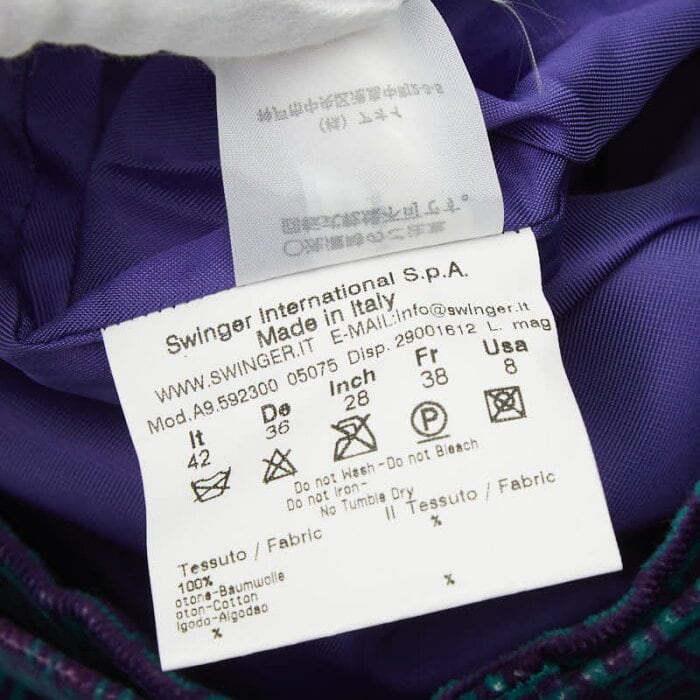 Swinger International S.p.A.
Made in Italy
WWW.SWINGER.IT E-MAIL:info@swinger.it
Mod.A9.592300 05075 Disp. 29001612 L. mag
It De Inch Fr Usa
42 36 28 38 8
P
Do not Wash-Do not Bleach
Do not Iron-
No Tumble Dry
Tessuto / Fabric II Tessuto / Fabric
100% %
otone-Baumwolle
oton-Cotton
lgodo-Algodao
% %